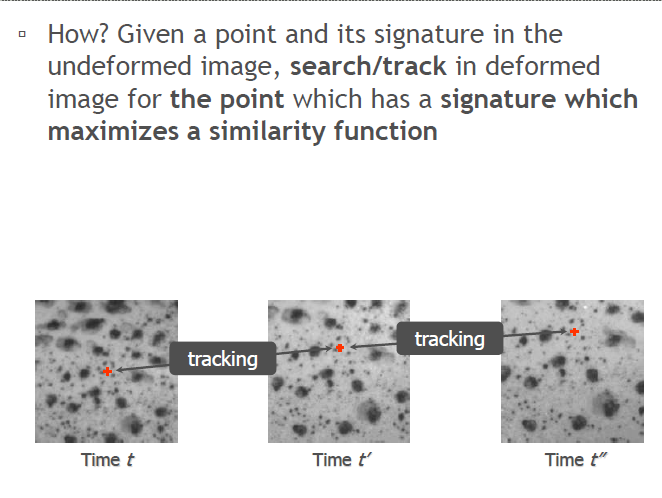 How? Given a point and its signature in the
undeformed image, search/track in deformed
image for the point which has a signature which
maximizes a similarity function
tracking
tracking
Time t
Time t′
Time t″